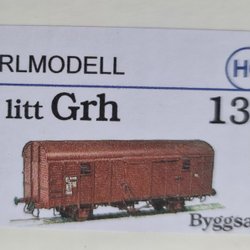 RLMODELL
litt Grh
13
Byggsa